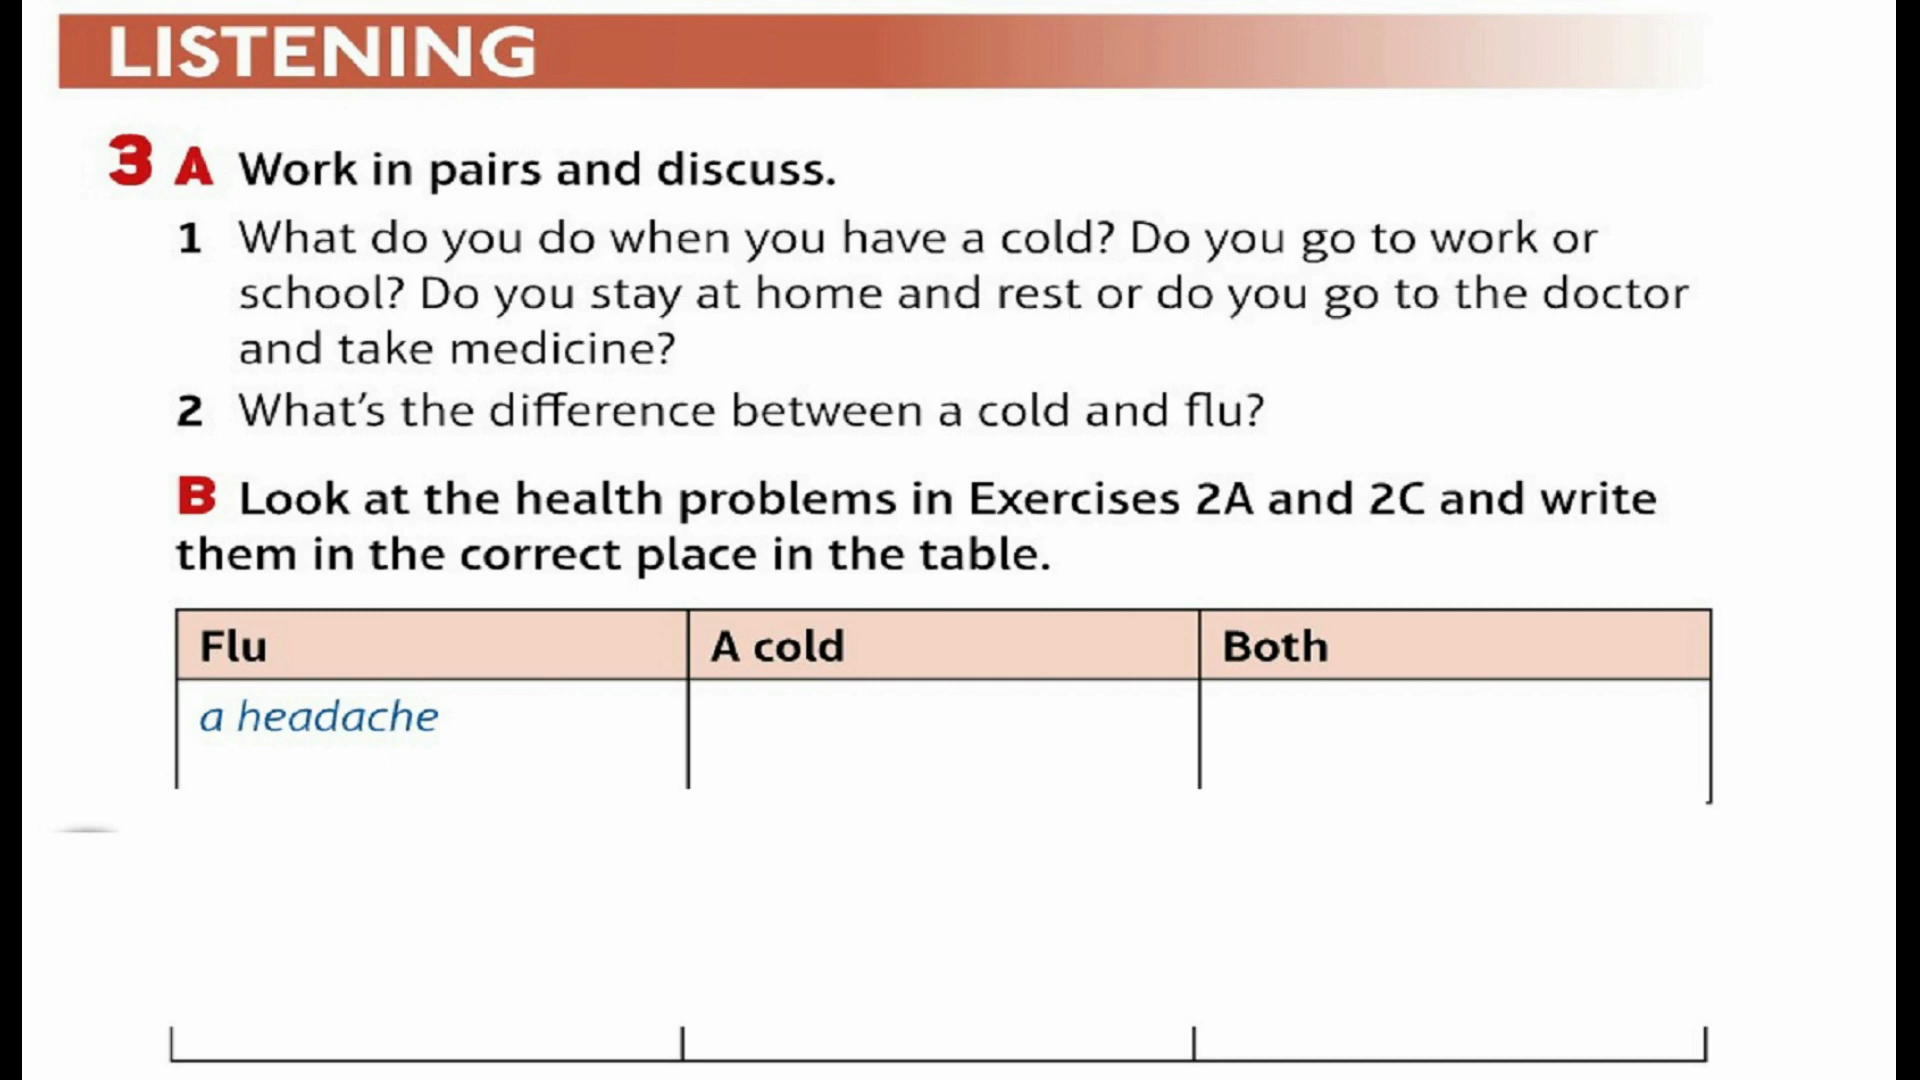 LISTENING
3 A Work in pairs and discuss.
1 What do you do when you have a cold? Do you go to work or
school? Do you stay at home and rest or do you go to the doctor
and take medicine?
2 What's the difference between a cold and flu?
B Look at the health problems in Exercises 2A and 2C and write
them in the correct place in the table.
Flu A cold Both
a headache